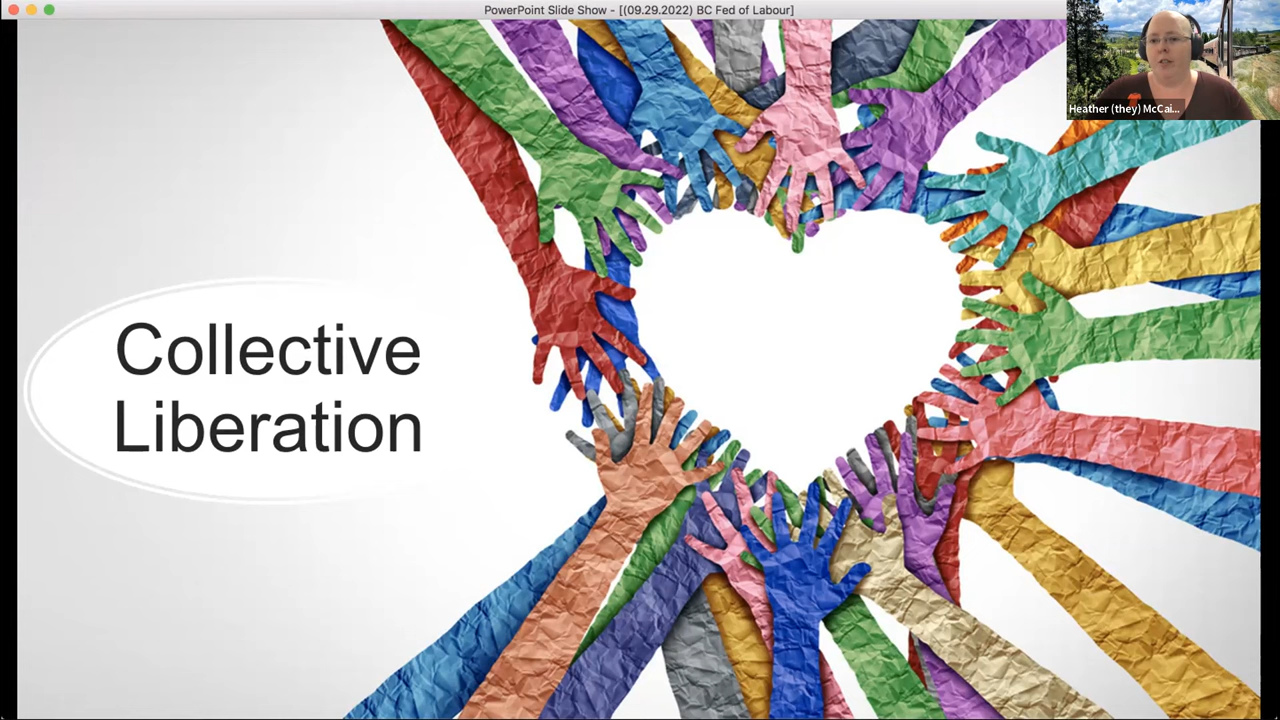 PowerPoint Slide Show - [(09.29.2022) BC Fed of Labour]
Heather (they) McCai...
Collective
Liberation